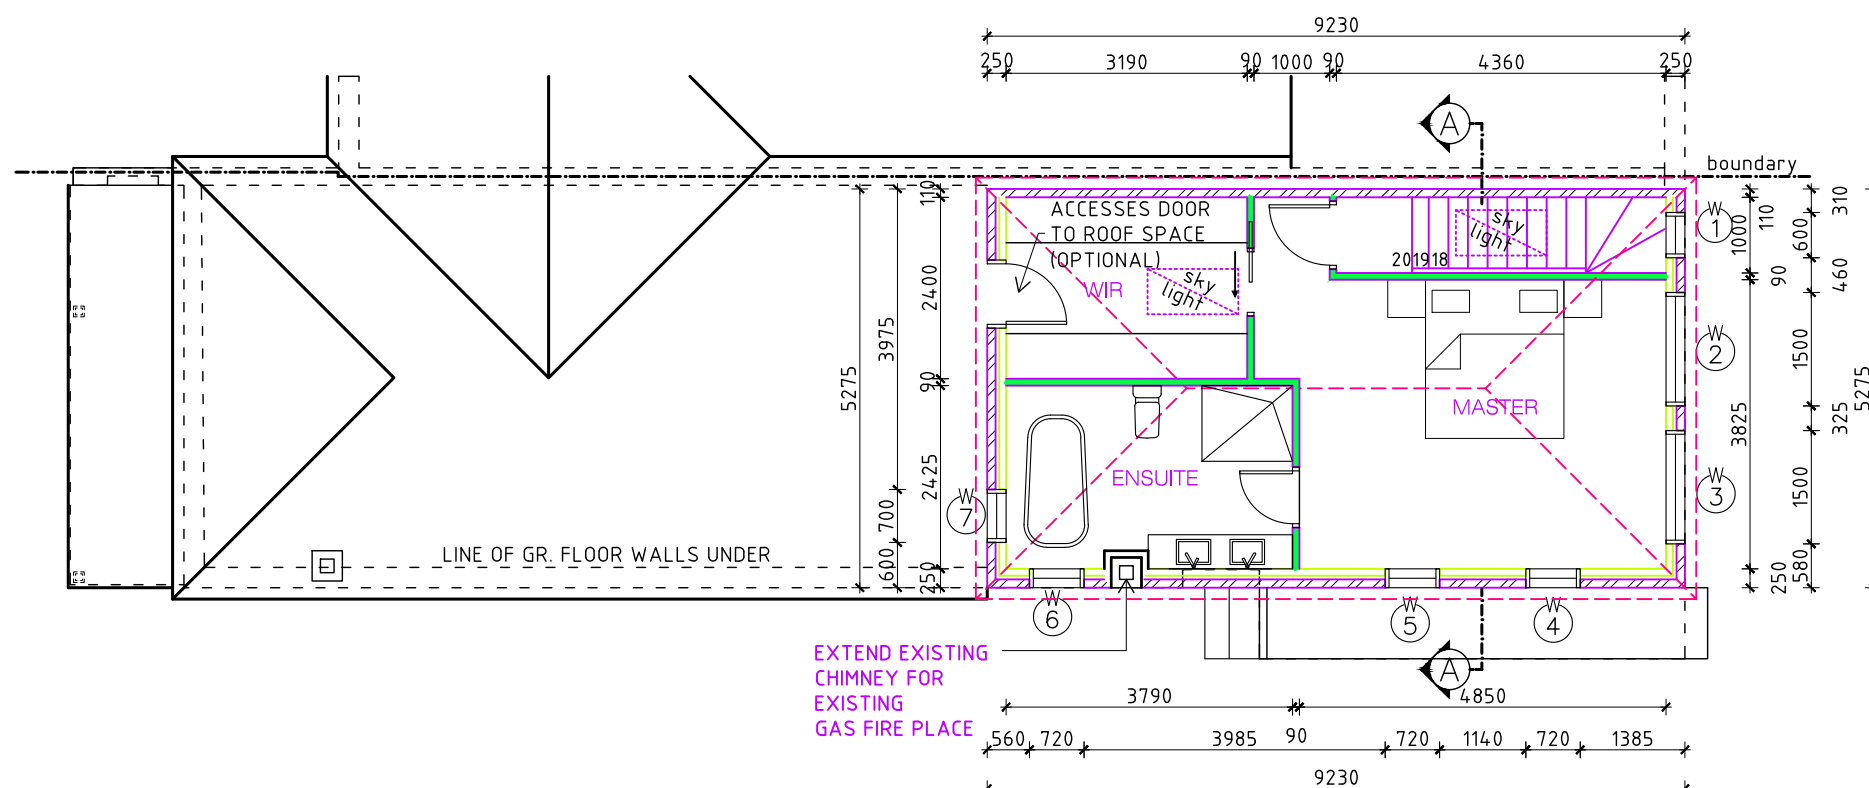 9230
250 3190 90 1000 90 4360 250
A
boundary
ACCESSES DOOR
TO ROOF SPACE
(OPTIONAL)
sky
light
201918
WIR
sky
light
MASTER
ENSUITE
LINE OF GR. FLOOR WALLS UNDER
5275
3975
700
600
110
2400
90
2425
250
W
1
W
2
W
3
W
7
W
6
W
5
W
4
1000
110
90
3825
250
600
1500
1500
310
460
325
580
5275
EXTEND EXISTING
CHIMNEY FOR
EXISTING
GAS FIRE PLACE
A
3790 90 4850
560 720 3985 720 1140 720 1385
9230